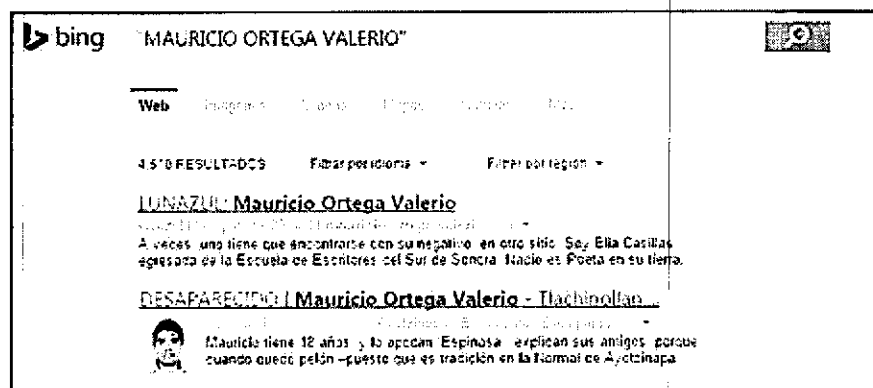 bing "MAURICIO ORTEGA VALERIO"
Web Imágenes
RESULTADOS Filtrar por idioma Filtrar por región
LUNAZUL: Mauricio Ortega Valerio
A veces uno tiene que encontrarse con su negativo en otro sitio. Soy Elia Casillas
egresada de la Escuela de Escritores del Sur de Sonora. Nadie es Poeta en su tierra.
DESAPARECIDO | Mauricio Ortega Valerio - Tlachinollan ...
Mauricio tiene años y lo apodan "Espinosa" explican sus amigos porque
cuando quedó pelón –puesto que es tradición en la Normal de Ayotzinapa